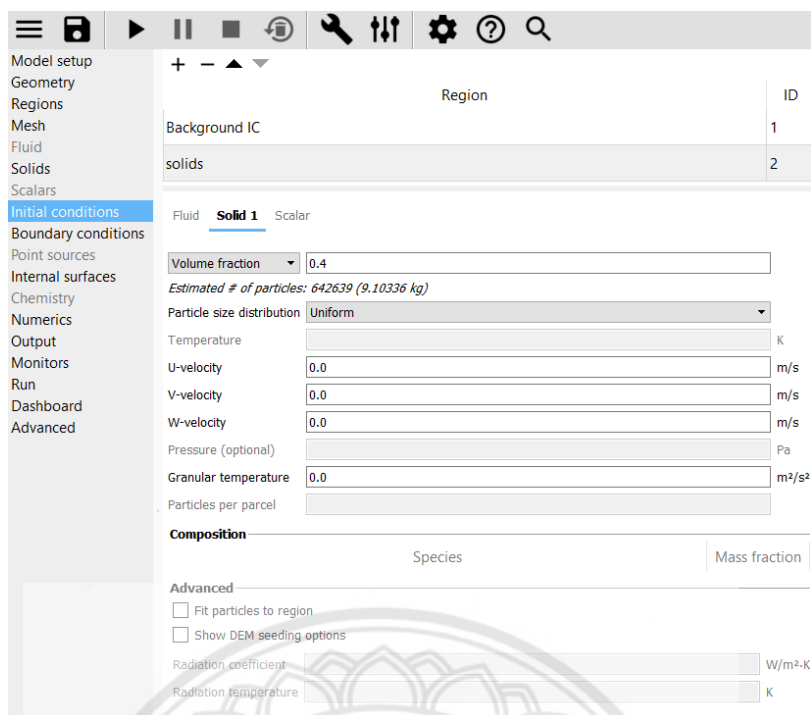 Model setup
Geometry
Regions
Mesh
Fluid
Solids
Scalars
Initial conditions
Boundary conditions
Point sources
Internal surfaces
Chemistry
Numerics
Output
Monitors
Run
Dashboard
Advanced
Region ID
Background IC 1
solids 2
Fluid Solid 1 Scalar
Volume fraction 0.4
Estimated # of particles: 642639 (9.10336 kg)
Particle size distribution Uniform
Temperature K
U-velocity 0.0 m/s
V-velocity 0.0 m/s
W-velocity 0.0 m/s
Pressure (optional) Pa
Granular temperature 0.0 m²/s²
Particles per parcel
Composition
Species Mass fraction
Advanced
Fit particles to region
Show DEM seeding options
Radiation coefficient W/m²·K
Radiation temperature K